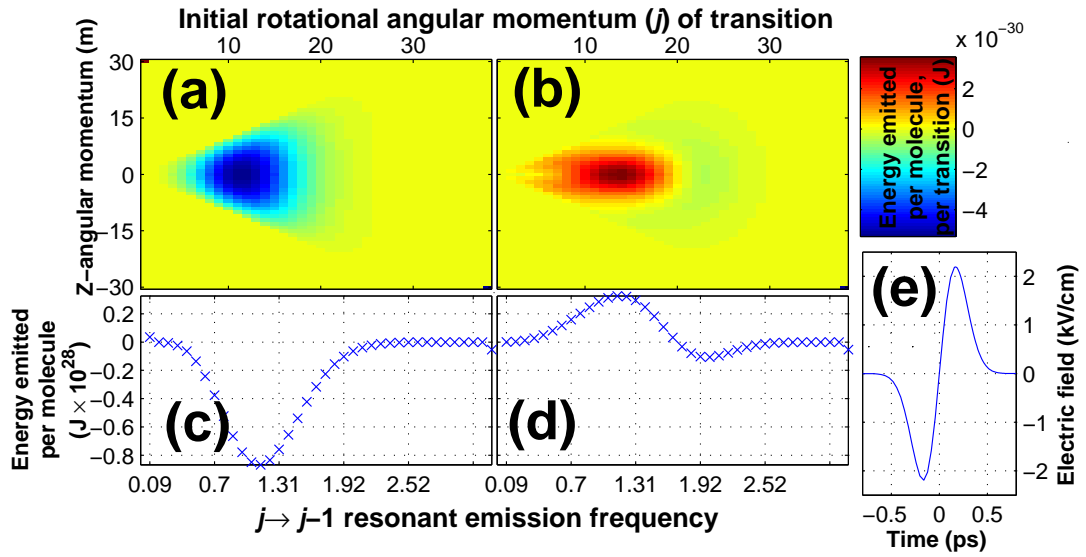 Initial rotational angular momentum (j) of transition
10 20 30
10 20 30
x 10⁻³⁰
z−angular momentum (m)
30
15
0
−15
−30
(a)
(b)
Energy emitted
per molecule,
per transition (J)
2
0
−2
−4
Energy emitted
per molecule
(J × 10²⁸)
0.2
0
−0.2
−0.4
−0.6
−0.8
(c)
(d)
0.09 0.7 1.31 1.92 2.52
0.09 0.7 1.31 1.92 2.52
j→ j−1 resonant emission frequency
(e)
2
1
0
−1
−2
Electric field (kV/cm)
−0.5 0 0.5
Time (ps)